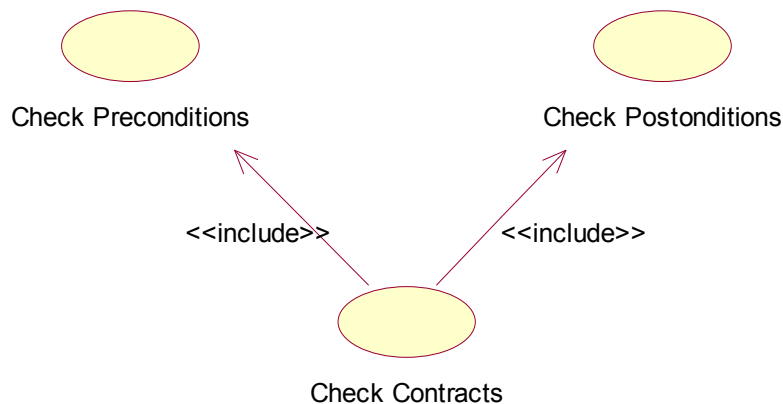 Check Preconditions
Check Postonditions
<<include>>
<<include>>
Check Contracts